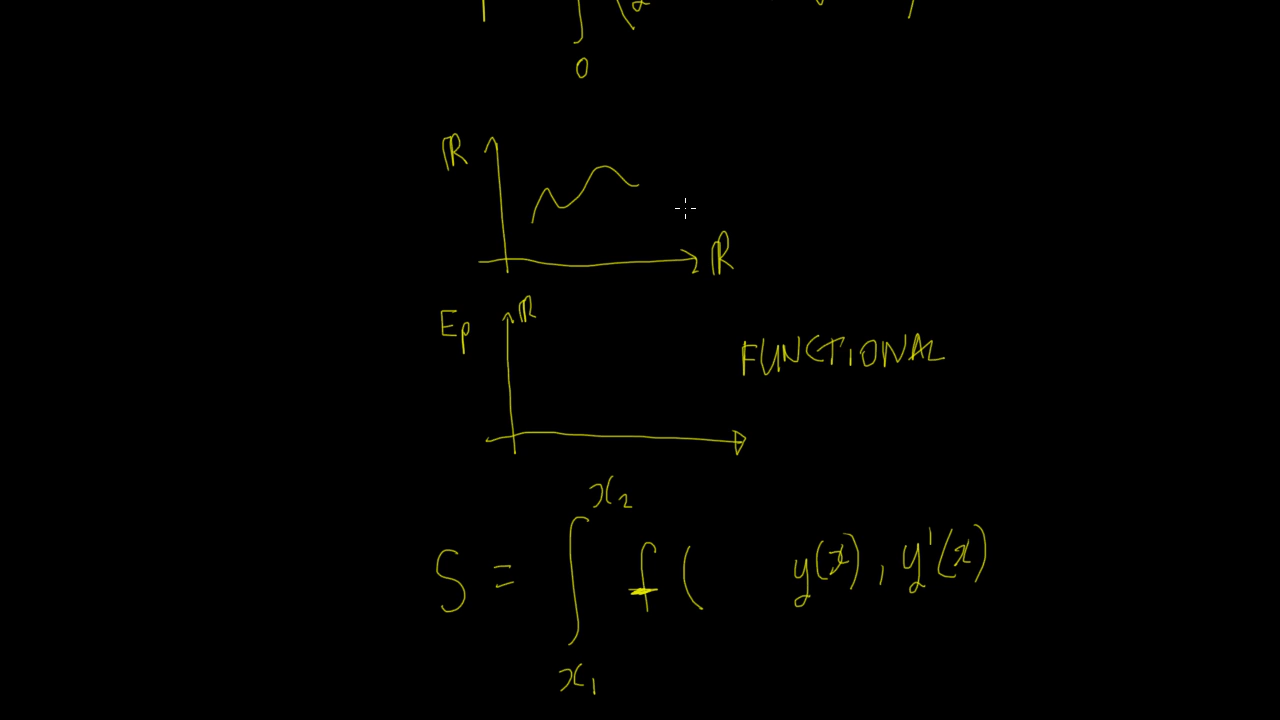 0
ℝ
ℝ
Ep ℝ
FUNCTIONAL
x₂
S = ∫ f ( y(x), y'(x)
x₁